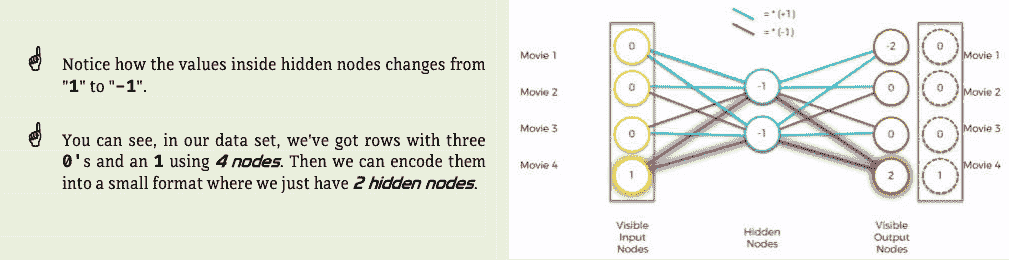 Notice how the values inside hidden nodes changes from
"1" to "-1".
You can see, in our data set, we've got rows with three
0's and an 1 using 4 nodes. Then we can encode them
into a small format where we just have 2 hidden nodes.
= * (+1)
= * (-1)
Movie 1 0 -2 0 Movie 1
-1
Movie 2 0 0 0 Movie 2
Movie 3 0 -1 0 0 Movie 3
Movie 4 1 2 1 Movie 4
Visible Input Nodes
Hidden Nodes
Visible Output Nodes